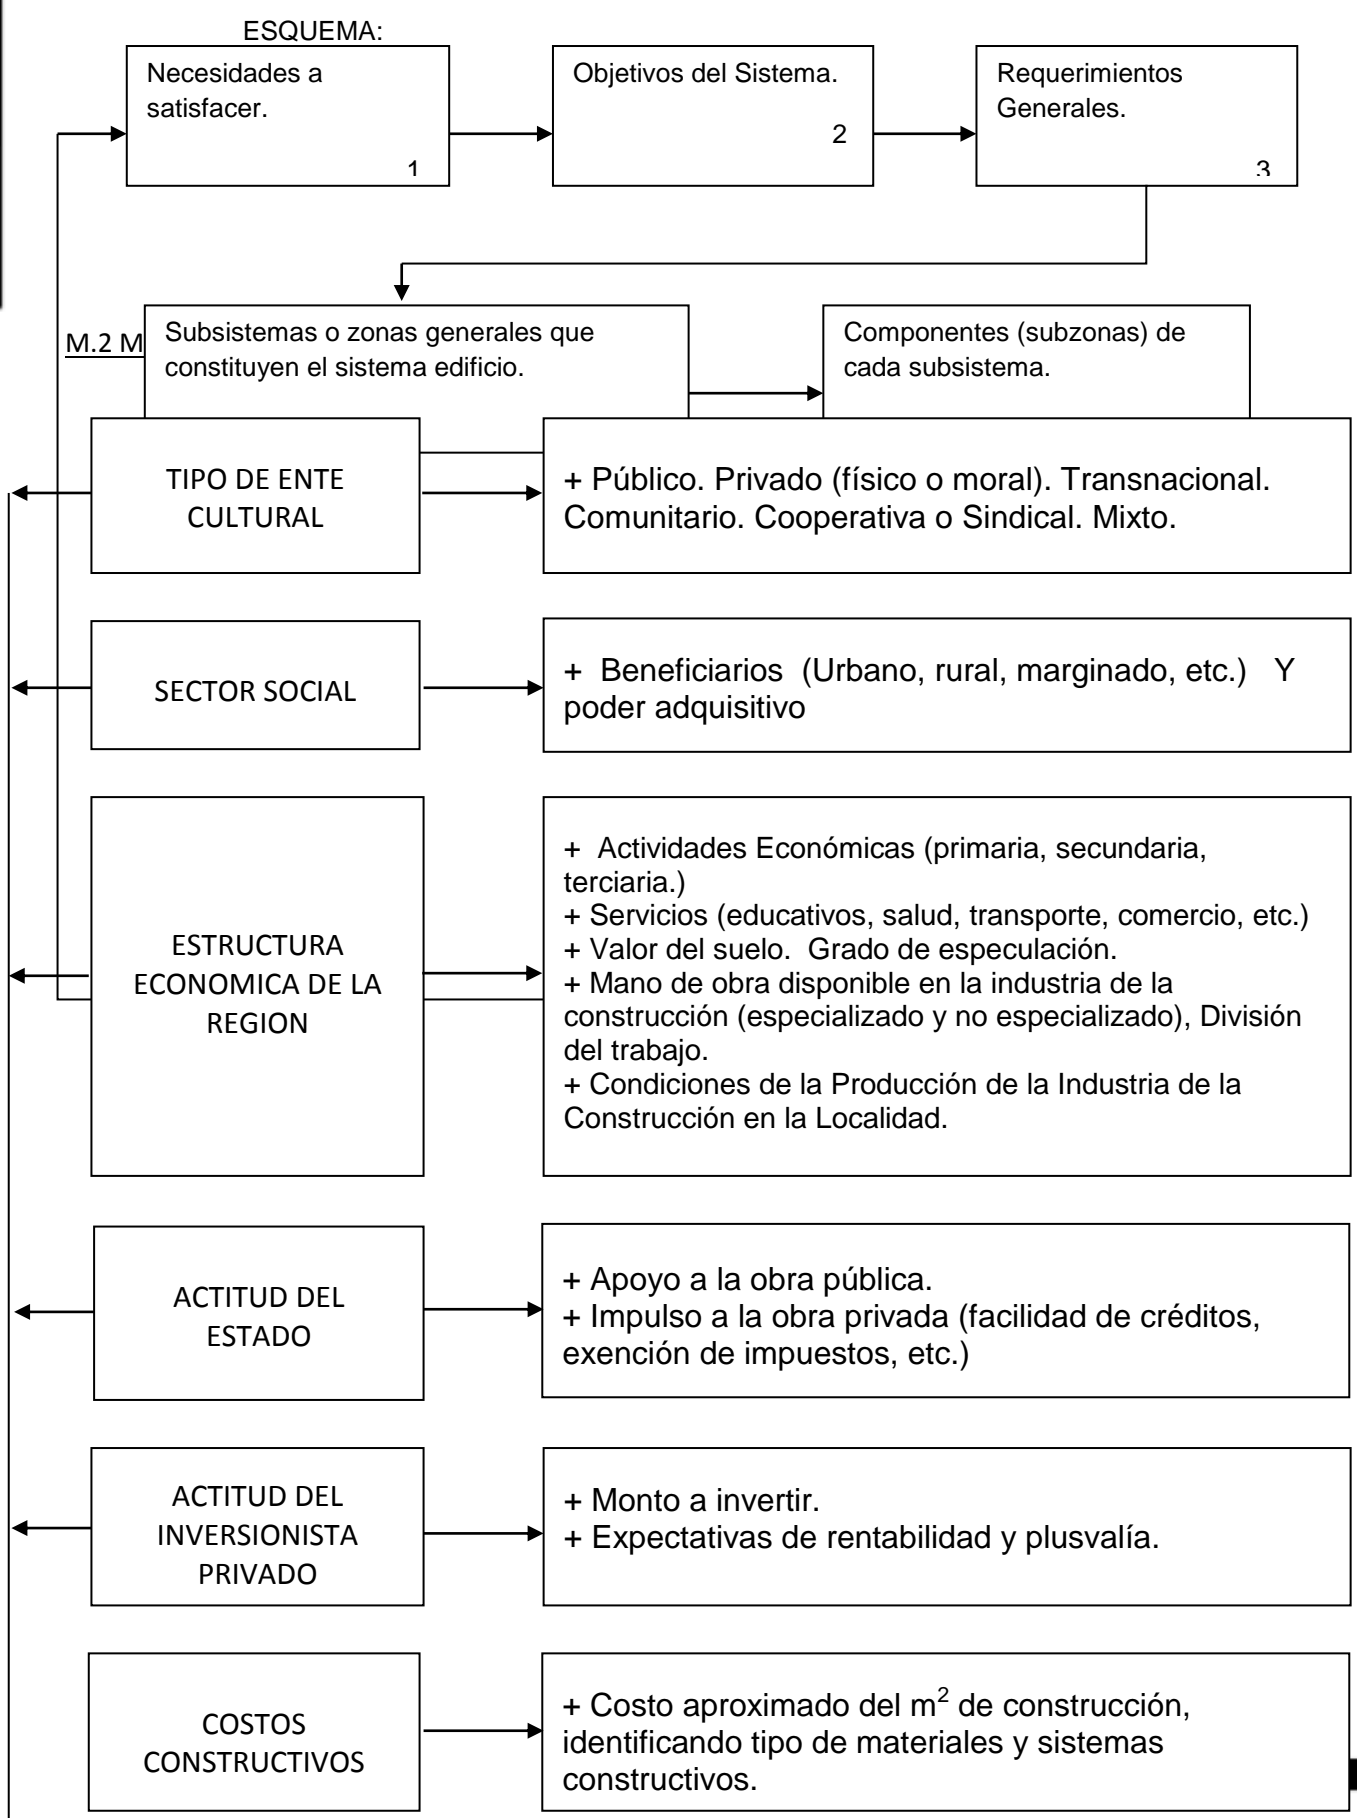 ESQUEMA:
Necesidades a
satisfacer.
1
Objetivos del Sistema.
2
Requerimientos
Generales.
3
M.2 M
Subsistemas o zonas generales que
constituyen el sistema edificio.
Componentes (subzonas) de
cada subsistema.
TIPO DE ENTE
CULTURAL
+ Público. Privado (físico o moral). Transnacional.
Comunitario. Cooperativa o Sindical. Mixto.
SECTOR SOCIAL
+  Beneficiarios  (Urbano, rural, marginado, etc.)   Y
poder adquisitivo
ESTRUCTURA
ECONOMICA DE LA
REGION
+  Actividades Económicas (primaria, secundaria,
terciaria.)
+ Servicios (educativos, salud, transporte, comercio, etc.)
+ Valor del suelo.  Grado de especulación.
+ Mano de obra disponible en la industria de la
construcción (especializado y no especializado), División
del trabajo.
+ Condiciones de la Producción de la Industria de la
Construcción en la Localidad.
ACTITUD DEL
ESTADO
+ Apoyo a la obra pública.
+ Impulso a la obra privada (facilidad de créditos,
exención de impuestos, etc.)
ACTITUD DEL
INVERSIONISTA
PRIVADO
+ Monto a invertir.
+ Expectativas de rentabilidad y plusvalía.
COSTOS
CONSTRUCTIVOS
+ Costo aproximado del m² de construcción,
identificando tipo de materiales y sistemas
constructivos.